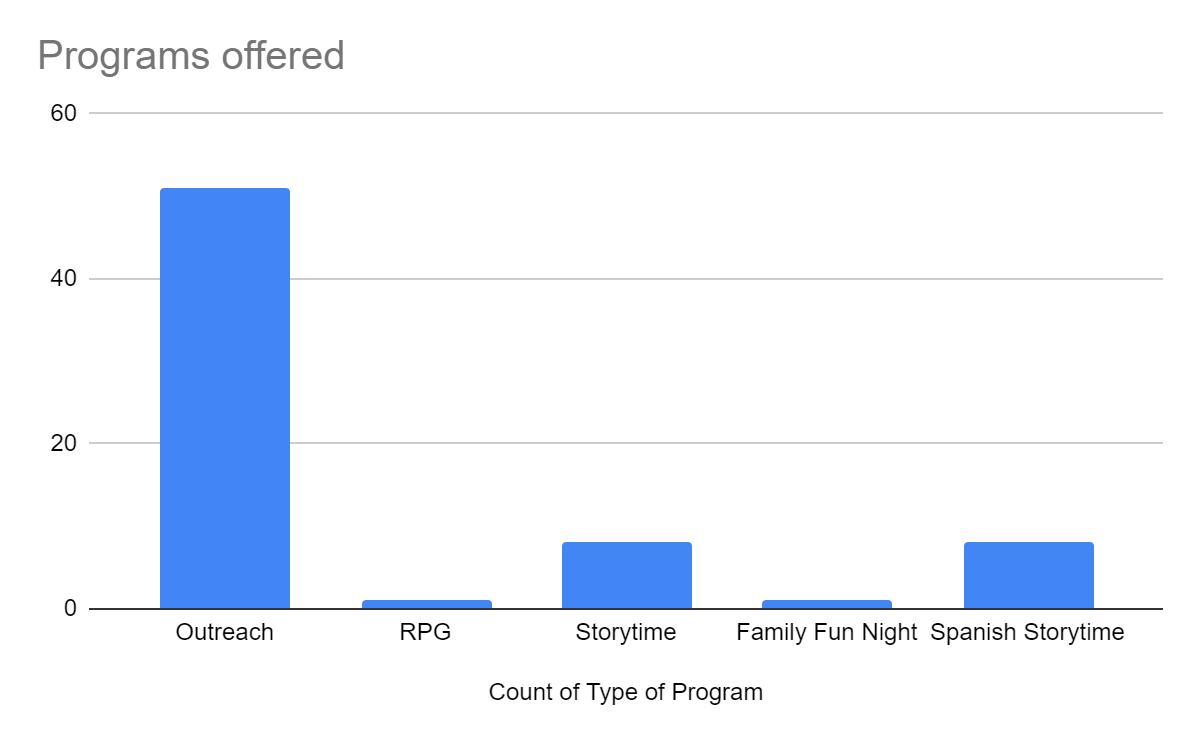 Programs offered
60
40
20
0
Outreach RPG Storytime Family Fun Night Spanish Storytime
Count of Type of Program